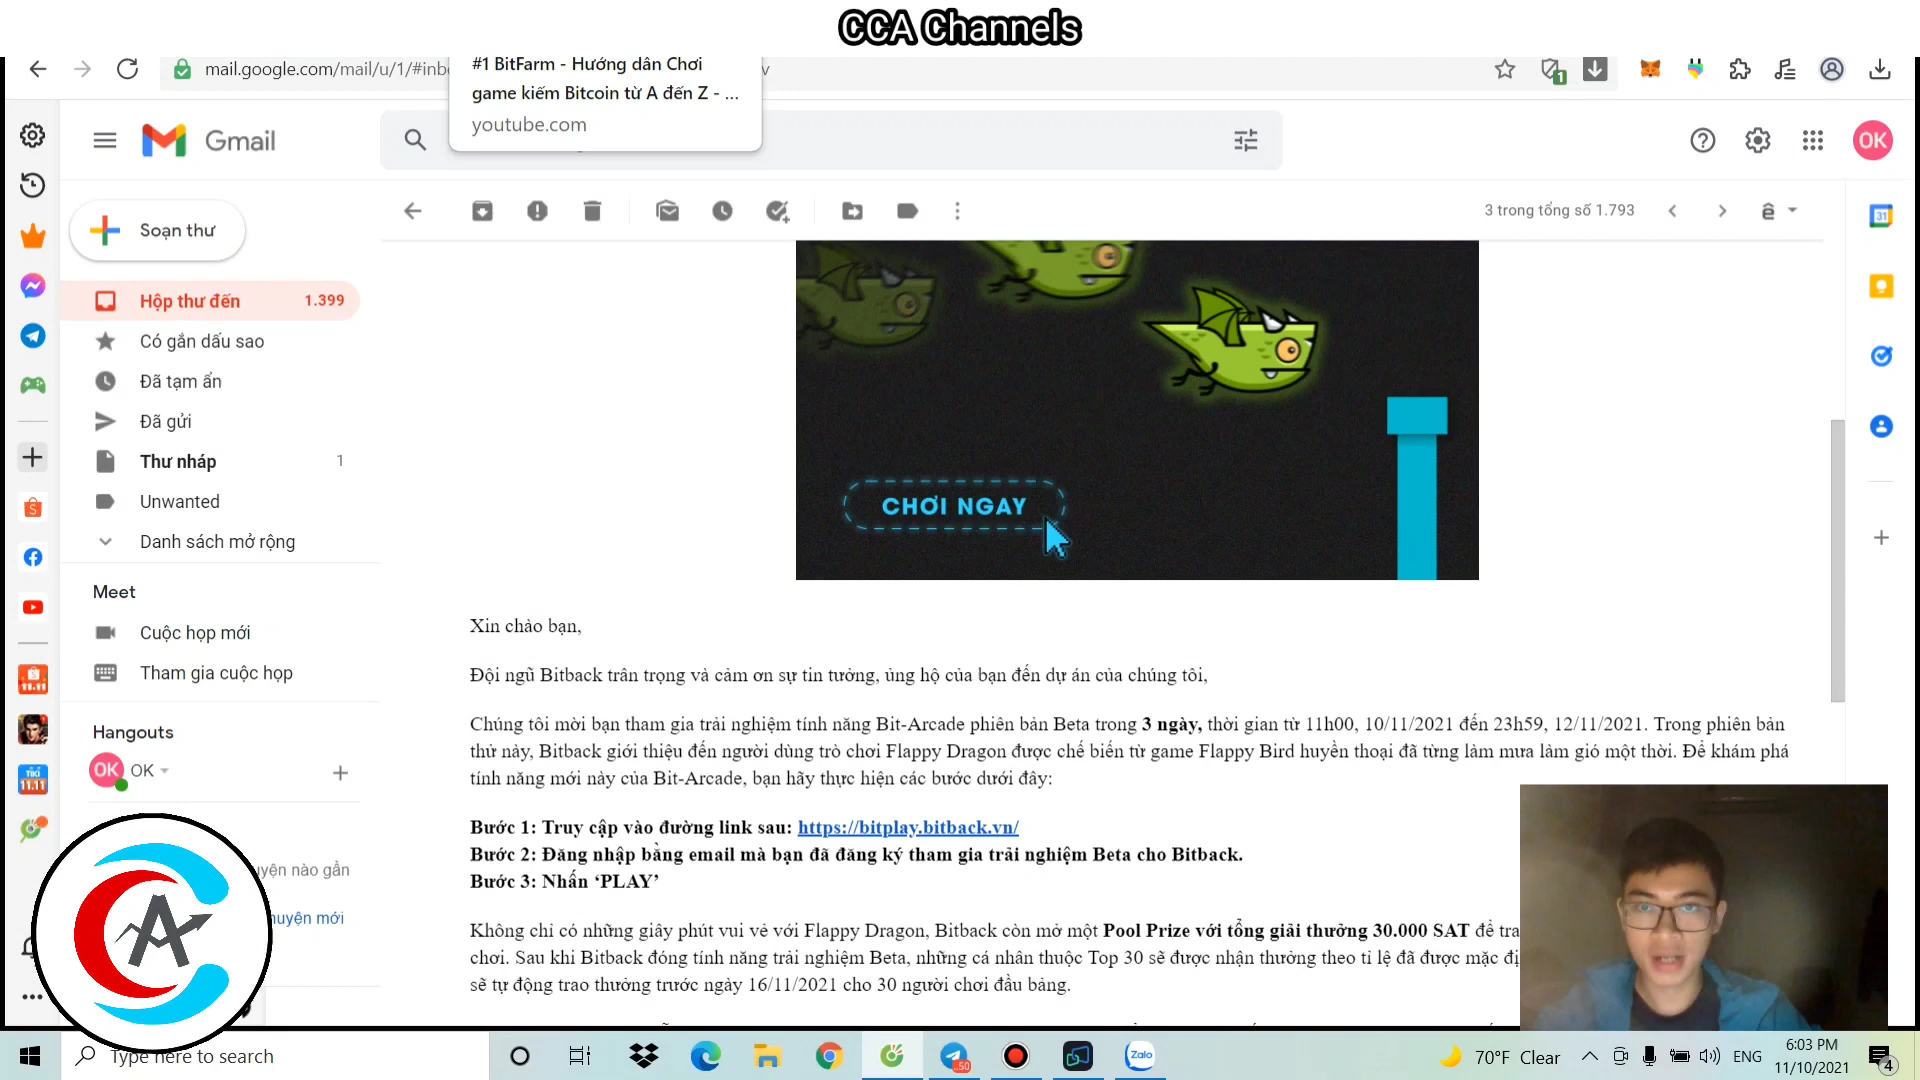 CCA Channels
mail.google.com/mail/u/1/#inb
v
#1 BitFarm - Hướng dân Chơi
game kiếm Bitcoin từ A đến Z - ...
youtube.com
1
Gmail
OK
Soạn thư
3 trong tổng số 1.793
31
Hộp thư đến 1.399
Có gắn dấu sao
Đã tạm ẩn
Đã gửi
Thư nháp 1
Unwanted
Danh sách mở rộng
CHƠI NGAY
Meet
Cuộc họp mới
Tham gia cuộc họp
Hangouts
OK OK
11.11
TIKI
11.11
uyện nào gần
huyện mới
Xin chào bạn,
Đội ngũ Bitback trân trọng và cảm ơn sự tin tưởng, ủng hộ của bạn đến dự án của chúng tôi,
Chúng tôi mời bạn tham gia trải nghiệm tính năng Bit-Arcade phiên bản Beta trong 3 ngày, thời gian từ 11h00, 10/11/2021 đến 23h59, 12/11/2021. Trong phiên bản
thử này, Bitback giới thiệu đến người dùng trò chơi Flappy Dragon được chế biến từ game Flappy Bird huyền thoại đã từng làm mưa làm gió một thời. Để khám phá
tính năng mới này của Bit-Arcade, bạn hãy thực hiện các bước dưới đây:
Bước 1: Truy cập vào đường link sau: https://bitplay.bitback.vn/
Bước 2: Đăng nhập bằng email mà bạn đã đăng ký tham gia trải nghiệm Beta cho Bitback.
Bước 3: Nhấn ‘PLAY’
Không chỉ có những giây phút vui vẻ với Flappy Dragon, Bitback còn mở một Pool Prize với tổng giải thưởng 30.000 SAT để tra
chơi. Sau khi Bitback đóng tính năng trải nghiệm Beta, những cá nhân thuộc Top 30 sẽ được nhận thưởng theo tỉ lệ đã được mặc đị
sẽ tự động trao thưởng trước ngày 16/11/2021 cho 30 người chơi đầu bảng.
Type here to search
50
Zalo
70°F Clear
ENG
6:03 PM
11/10/2021
4